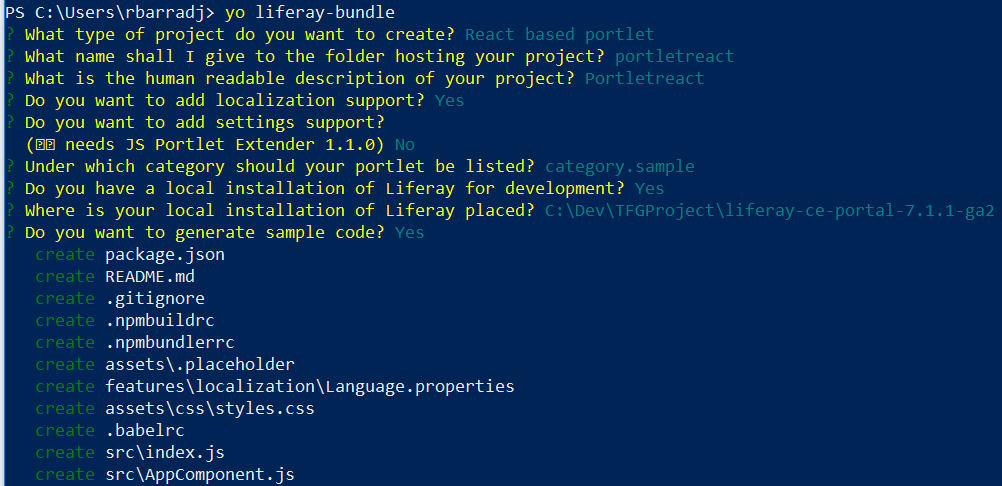 PS C:\Users\rbarradj> yo liferay-bundle
? What type of project do you want to create? React based portlet
? What name shall I give to the folder hosting your project? portletreact
? What is the human readable description of your project? Portletreact
? Do you want to add localization support? Yes
? Do you want to add settings support?
( needs JS Portlet Extender 1.1.0) No
? Under which category should your portlet be listed? category.sample
? Do you have a local installation of Liferay for development? Yes
? Where is your local installation of Liferay placed? C:\Dev\TFGProject\liferay-ce-portal-7.1.1-ga2
? Do you want to generate sample code? Yes
create package.json
create README.md
create .gitignore
create .npmbuildrc
create .npmbundlerrc
create assets\.placeholder
create features\localization\Language.properties
create assets\css\styles.css
create .babelrc
create src\index.js
create src\AppComponent.js